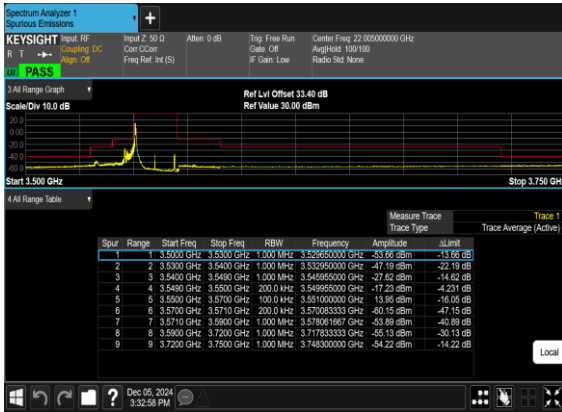 Spectrum Analyzer 1
Spurious Emissions
+
KEYSIGHT Input: RF Input Z: 50 Ω Atten: 0 dB Trig: Free Run Center Freq: 22.005000000 GHz
R T Coupling: DC Corr CCorr Gate: Off Avg|Hold: 100/100
Align: Off Freq Ref: Int (S) IF Gain: Low Radio Std: None
LW PASS
3 All Range Graph
Ref Lvl Offset 33.40 dB
Scale/Div 10.0 dB Ref Value 30.00 dBm
20.0
0.00
-20.0
-40.0
-60.0
Start 3.500 GHz Stop 3.750 GHz
4 All Range Table
Measure Trace Trace 1
Trace Type Trace Average (Active)
Spur Range Start Freq Stop Freq RBW Frequency Amplitude ΔLimit
1 1 3.5000 GHz 3.5300 GHz 1.000 MHz 3.529650000 GHz -53.66 dBm -13.66 dB
2 2 3.5300 GHz 3.5400 GHz 1.000 MHz 3.532950000 GHz -47.19 dBm -22.19 dB
3 3 3.5400 GHz 3.5490 GHz 1.000 MHz 3.545955000 GHz -27.62 dBm -14.62 dB
4 4 3.5490 GHz 3.5500 GHz 200.0 kHz 3.549955000 GHz -17.23 dBm -4.231 dB
5 5 3.5500 GHz 3.5700 GHz 100.0 kHz 3.551000000 GHz 13.95 dBm -16.05 dB
6 6 3.5700 GHz 3.5710 GHz 200.0 kHz 3.570083333 GHz -60.15 dBm -47.15 dB
7 7 3.5710 GHz 3.5900 GHz 1.000 MHz 3.578061667 GHz -53.89 dBm -40.89 dB
8 8 3.5900 GHz 3.7200 GHz 1.000 MHz 3.717833333 GHz -55.13 dBm -30.13 dB
9 9 3.7200 GHz 3.7500 GHz 1.000 MHz 3.748300000 GHz -54.22 dBm -14.22 dB
Local
? Dec 05, 2024
3:32:58 PM